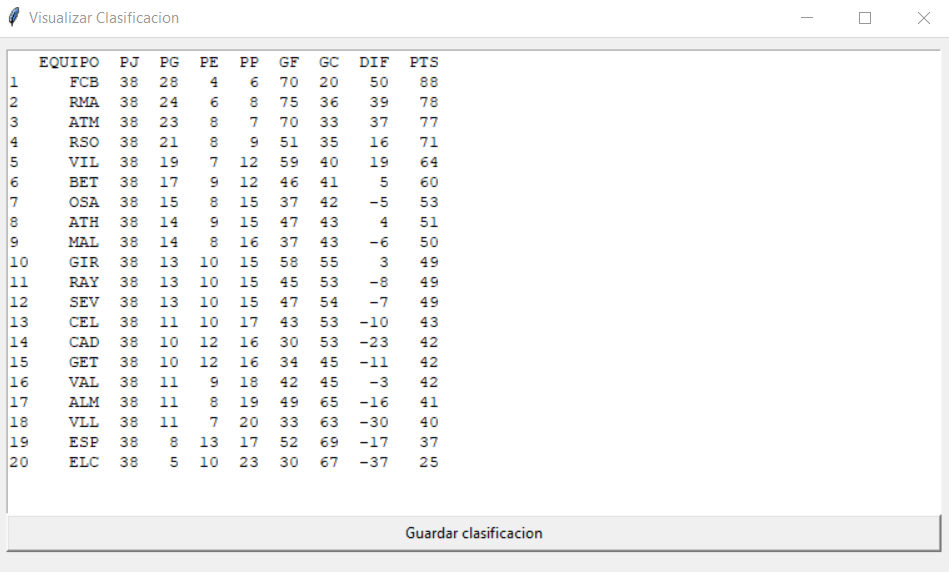 Visualizar Clasificacion
EQUIPO PJ PG PE PP GF GC DIF PTS
1 FCB 38 28 4 6 70 20 50 88
2 RMA 38 24 6 8 75 36 39 78
3 ATM 38 23 8 7 70 33 37 77
4 RSO 38 21 8 9 51 35 16 71
5 VIL 38 19 7 12 59 40 19 64
6 BET 38 17 9 12 46 41 5 60
7 OSA 38 15 8 15 37 42 -5 53
8 ATH 38 14 9 15 47 43 4 51
9 MAL 38 14 8 16 37 43 -6 50
10 GIR 38 13 10 15 58 55 3 49
11 RAY 38 13 10 15 45 53 -8 49
12 SEV 38 13 10 15 47 54 -7 49
13 CEL 38 11 10 17 43 53 -10 43
14 CAD 38 10 12 16 30 53 -23 42
15 GET 38 10 12 16 34 45 -11 42
16 VAL 38 11 9 18 42 45 -3 42
17 ALM 38 11 8 19 49 65 -16 41
18 VLL 38 11 7 20 33 63 -30 40
19 ESP 38 8 13 17 52 69 -17 37
20 ELC 38 5 10 23 30 67 -37 25
Guardar clasificacion